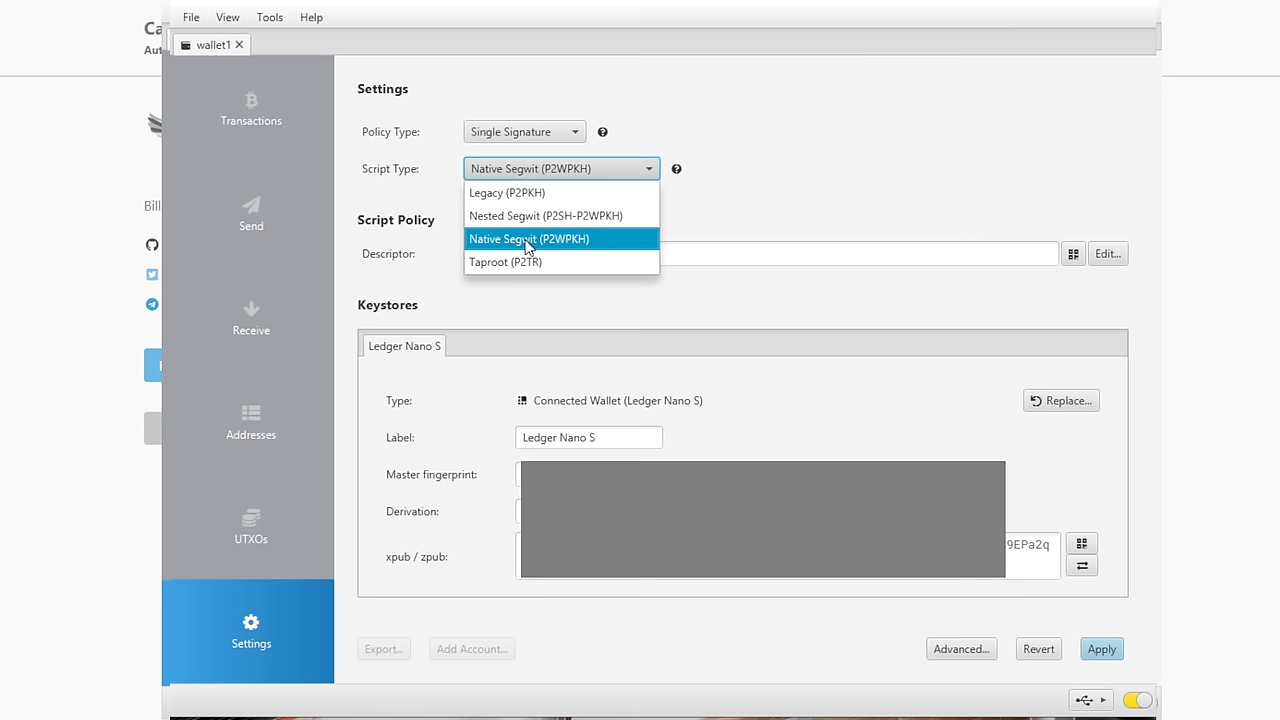 File View Tools Help
wallet1
Ca
Aut
Bill
Transactions
Send
Receive
Addresses
UTXOs
Settings
Settings
Policy Type: Single Signature
Script Type: Native Segwit (P2WPKH)
Legacy (P2PKH)
Nested Segwit (P2SH-P2WPKH)
Native Segwit (P2WPKH)
Taproot (P2TR)
Script Policy
Descriptor: Edit...
Keystores
Ledger Nano S
Type: Connected Wallet (Ledger Nano S) Replace...
Label: Ledger Nano S
Master fingerprint:
Derivation:
xpub / zpub: 9EPa2q
Export... Add Account... Advanced... Revert Apply